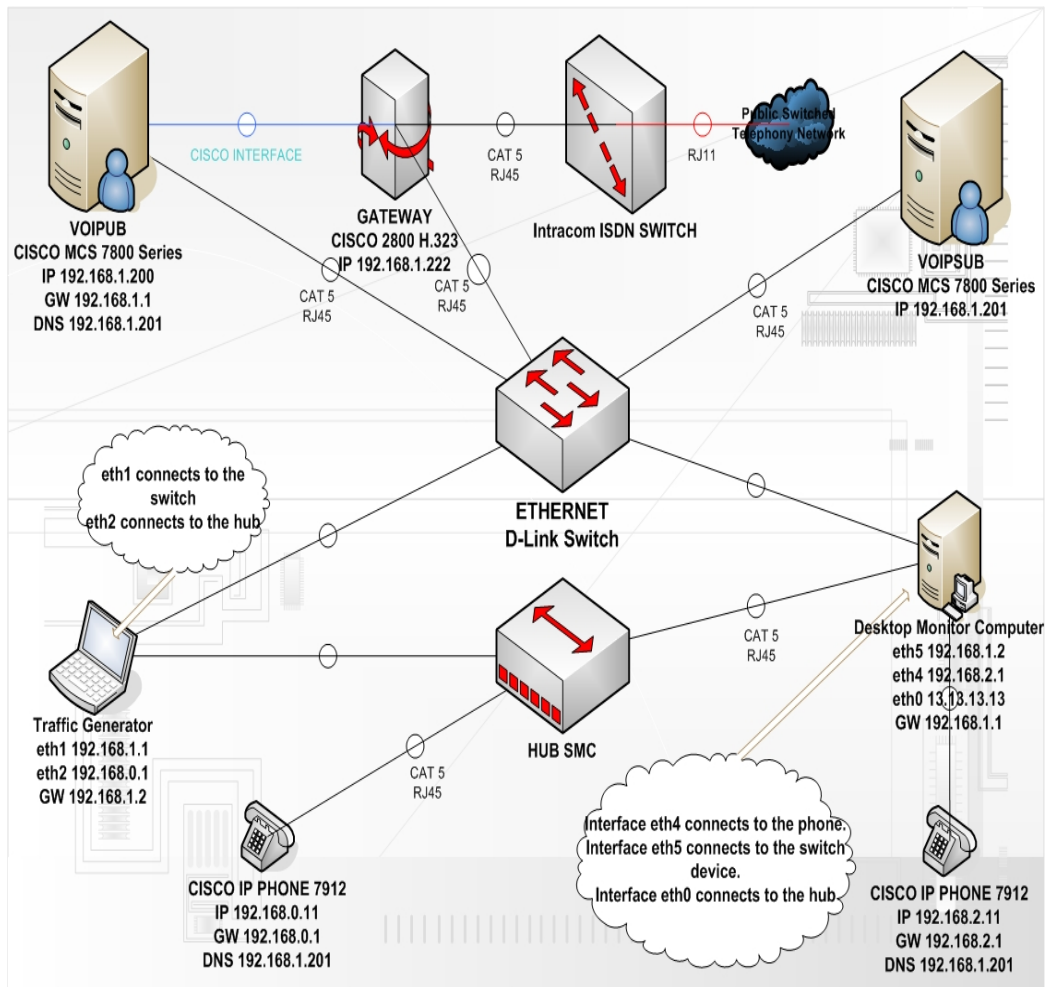 Public Switched
Telephony Network
CISCO INTERFACE
CAT 5
RJ45
RJ11
VOIPUB
CISCO MCS 7800 Series
IP 192.168.1.200
GW 192.168.1.1
DNS 192.168.1.201
GATEWAY
CISCO 2800 H.323
IP 192.168.1.222
Intracom ISDN SWITCH
VOIPSUB
CISCO MCS 7800 Series
IP 192.168.1.201
CAT 5
RJ45
CAT 5
RJ45
CAT 5
RJ45
eth1 connects to the
switch
eth2 connects to the hub
ETHERNET
D-Link Switch
Desktop Monitor Computer
eth5 192.168.1.2
eth4 192.168.2.1
eth0 13.13.13.13
GW 192.168.1.1
CAT 5
RJ45
Traffic Generator
eth1 192.168.1.1
eth2 192.168.0.1
GW 192.168.1.2
HUB SMC
CAT 5
RJ45
Interface eth4 connects to the phone.
Interface eth5 connects to the switch
device.
Interface eth0 connects to the hub
CISCO IP PHONE 7912
IP 192.168.0.11
GW 192.168.0.1
DNS 192.168.1.201
CISCO IP PHONE 7912
IP 192.168.2.11
GW 192.168.2.1
DNS 192.168.1.201